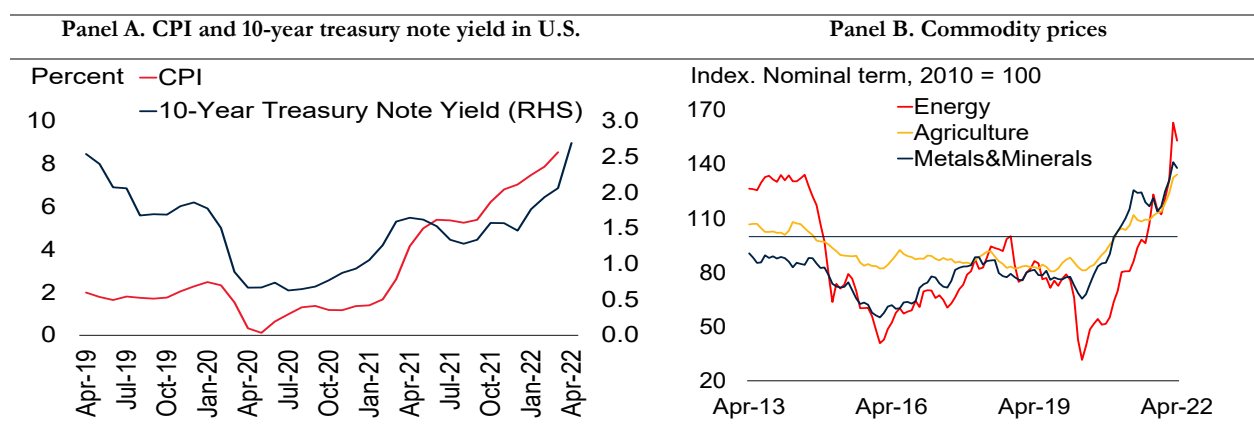 Panel A. CPI and 10-year treasury note yield in U.S.
Percent
CPI
10-Year Treasury Note Yield (RHS)
10
8
6
4
2
0
3.0
2.5
2.0
1.5
1.0
0.5
0.0
Apr-19
Jul-19
Oct-19
Jan-20
Apr-20
Jul-20
Oct-20
Jan-21
Apr-21
Jul-21
Oct-21
Jan-22
Apr-22
Panel B. Commodity prices
Index. Nominal term, 2010 = 100
Energy
Agriculture
Metals&Minerals
170
140
110
80
50
20
Apr-13
Apr-16
Apr-19
Apr-22